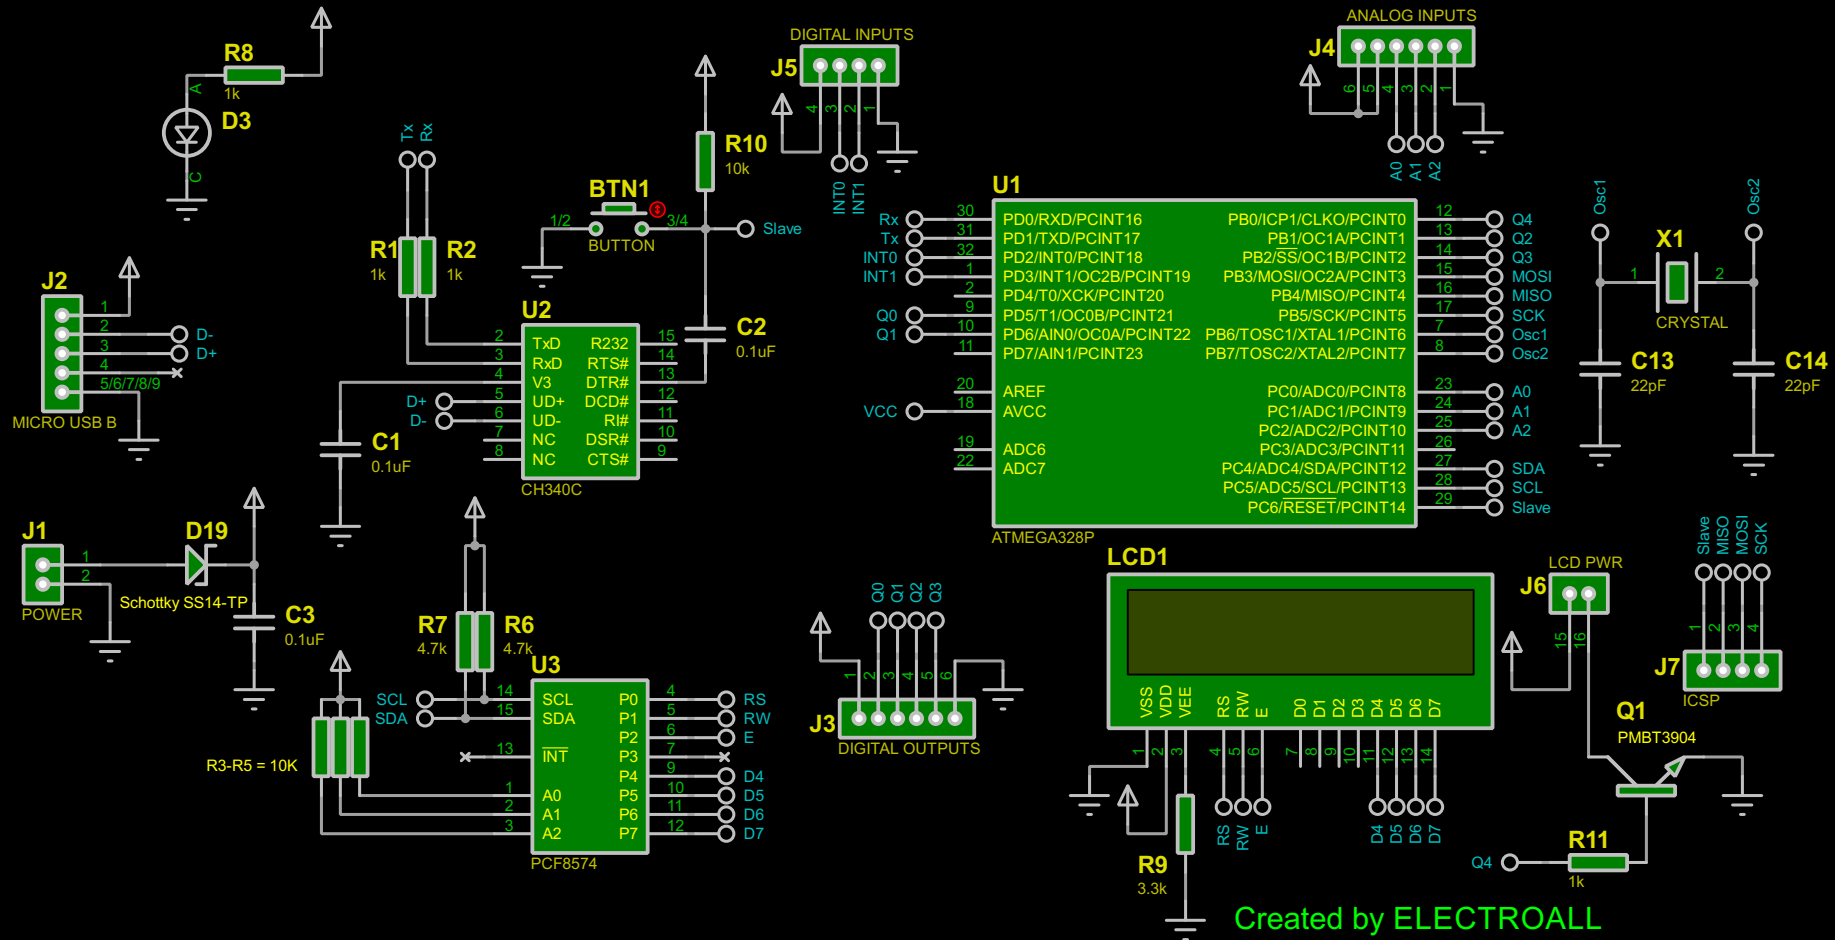 R8
1k
A
D3
C
Tx
Rx
R1
1k
R2
1k
BTN1
1/2
3/4
BUTTON
R10
10k
Slave
DIGITAL INPUTS
J5
4
3
2
1
INT0
INT1
ANALOG INPUTS
J4
6
5
4
3
2
1
A0
A1
A2
J2
1
2
3
4
5/6/7/8/9
D-
D+
MICRO USB B
U2
2 TxD
3 RxD
4 V3
D+ 5 UD+
D- 6 UD-
7 NC
8 NC
R232 15
RTS# 14
DTR# 13
DCD# 12
RI# 11
DSR# 10
CTS# 9
CH340C
C2
0.1uF
C1
0.1uF
U1
Rx 30 PD0/RXD/PCINT16
Tx 31 PD1/TXD/PCINT17
INT0 32 PD2/INT0/PCINT18
INT1 1 PD3/INT1/OC2B/PCINT19
2 PD4/T0/XCK/PCINT20
Q0 9 PD5/T1/OC0B/PCINT21
Q1 10 PD6/AIN0/OC0A/PCINT22
11 PD7/AIN1/PCINT23
20 AREF
VCC 18 AVCC
19 ADC6
22 ADC7
PB0/ICP1/CLKO/PCINT0 12 Q4
PB1/OC1A/PCINT1 13 Q2
PB2/SS/OC1B/PCINT2 14 Q3
PB3/MOSI/OC2A/PCINT3 15 MOSI
PB4/MISO/PCINT4 16 MISO
PB5/SCK/PCINT5 17 SCK
PB6/TOSC1/XTAL1/PCINT6 7 Osc1
PB7/TOSC2/XTAL2/PCINT7 8 Osc2
PC0/ADC0/PCINT8 23 A0
PC1/ADC1/PCINT9 24 A1
PC2/ADC2/PCINT10 25 A2
PC3/ADC3/PCINT11 26
PC4/ADC4/SDA/PCINT12 27 SDA
PC5/ADC5/SCL/PCINT13 28 SCL
PC6/RESET/PCINT14 29 Slave
ATMEGA328P
Osc1
Osc2
X1
1
2
CRYSTAL
C13
22pF
C14
22pF
J1
1
2
POWER
D19
Schottky SS14-TP
C3
0.1uF
R7
4.7k
R6
4.7k
U3
SCL 14 SCL
SDA 15 SDA
13 INT
1 A0
2 A1
3 A2
P0 4 RS
P1 5 RW
P2 6 E
P3 7
P4 9 D4
P5 10 D5
P6 11 D6
P7 12 D7
PCF8574
R3-R5 = 10K
Q0
Q1
Q2
Q3
1
2
3
4
5
6
J3
DIGITAL OUTPUTS
LCD1
VSS
VDD
VEE
RS
RW
E
D0
D1
D2
D3
D4
D5
D6
D7
1
2
3
4
5
6
7
8
9
10
11
12
13
14
RS
RW
E
D4
D5
D6
D7
R9
3.3k
LCD PWR
J6
15
16
Slave
MISO
MOSI
SCK
1
2
3
4
J7
ICSP
Q1
PMBT3904
Q4
R11
1k
Created by ELECTROALL